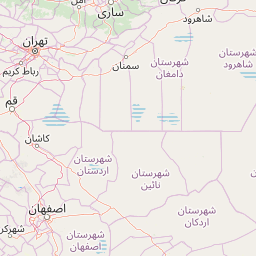 آمل
ساری
گرگان
شاهرود
تهران
رباط کریم
سمنان
شهرستان
دامغان
شهرستان
شاهرود
قم
کاشان
شهرستان
اردستان
شهرستان
نائین
اصفهان
شهرستان
اردکان
شهرکرد
شهرستان
اصفهان